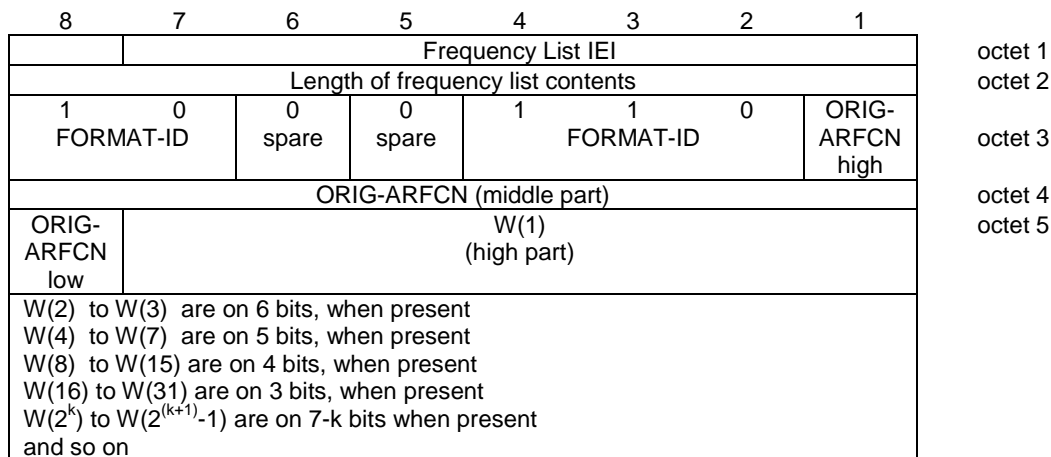 8 7 6 5 4 3 2 1
Frequency List IEI octet 1
Length of frequency list contents octet 2
1 0 0 0 1 1 0 ORIG-
FORMAT-ID spare spare FORMAT-ID ARFCN octet 3
high
ORIG-ARFCN (middle part) octet 4
ORIG- W(1) octet 5
ARFCN (high part)
low
W(2) to W(3) are on 6 bits, when present
W(4) to W(7) are on 5 bits, when present
W(8) to W(15) are on 4 bits, when present
W(16) to W(31) are on 3 bits, when present
W(2^k) to W(2^(k+1)-1) are on 7-k bits when present
and so on